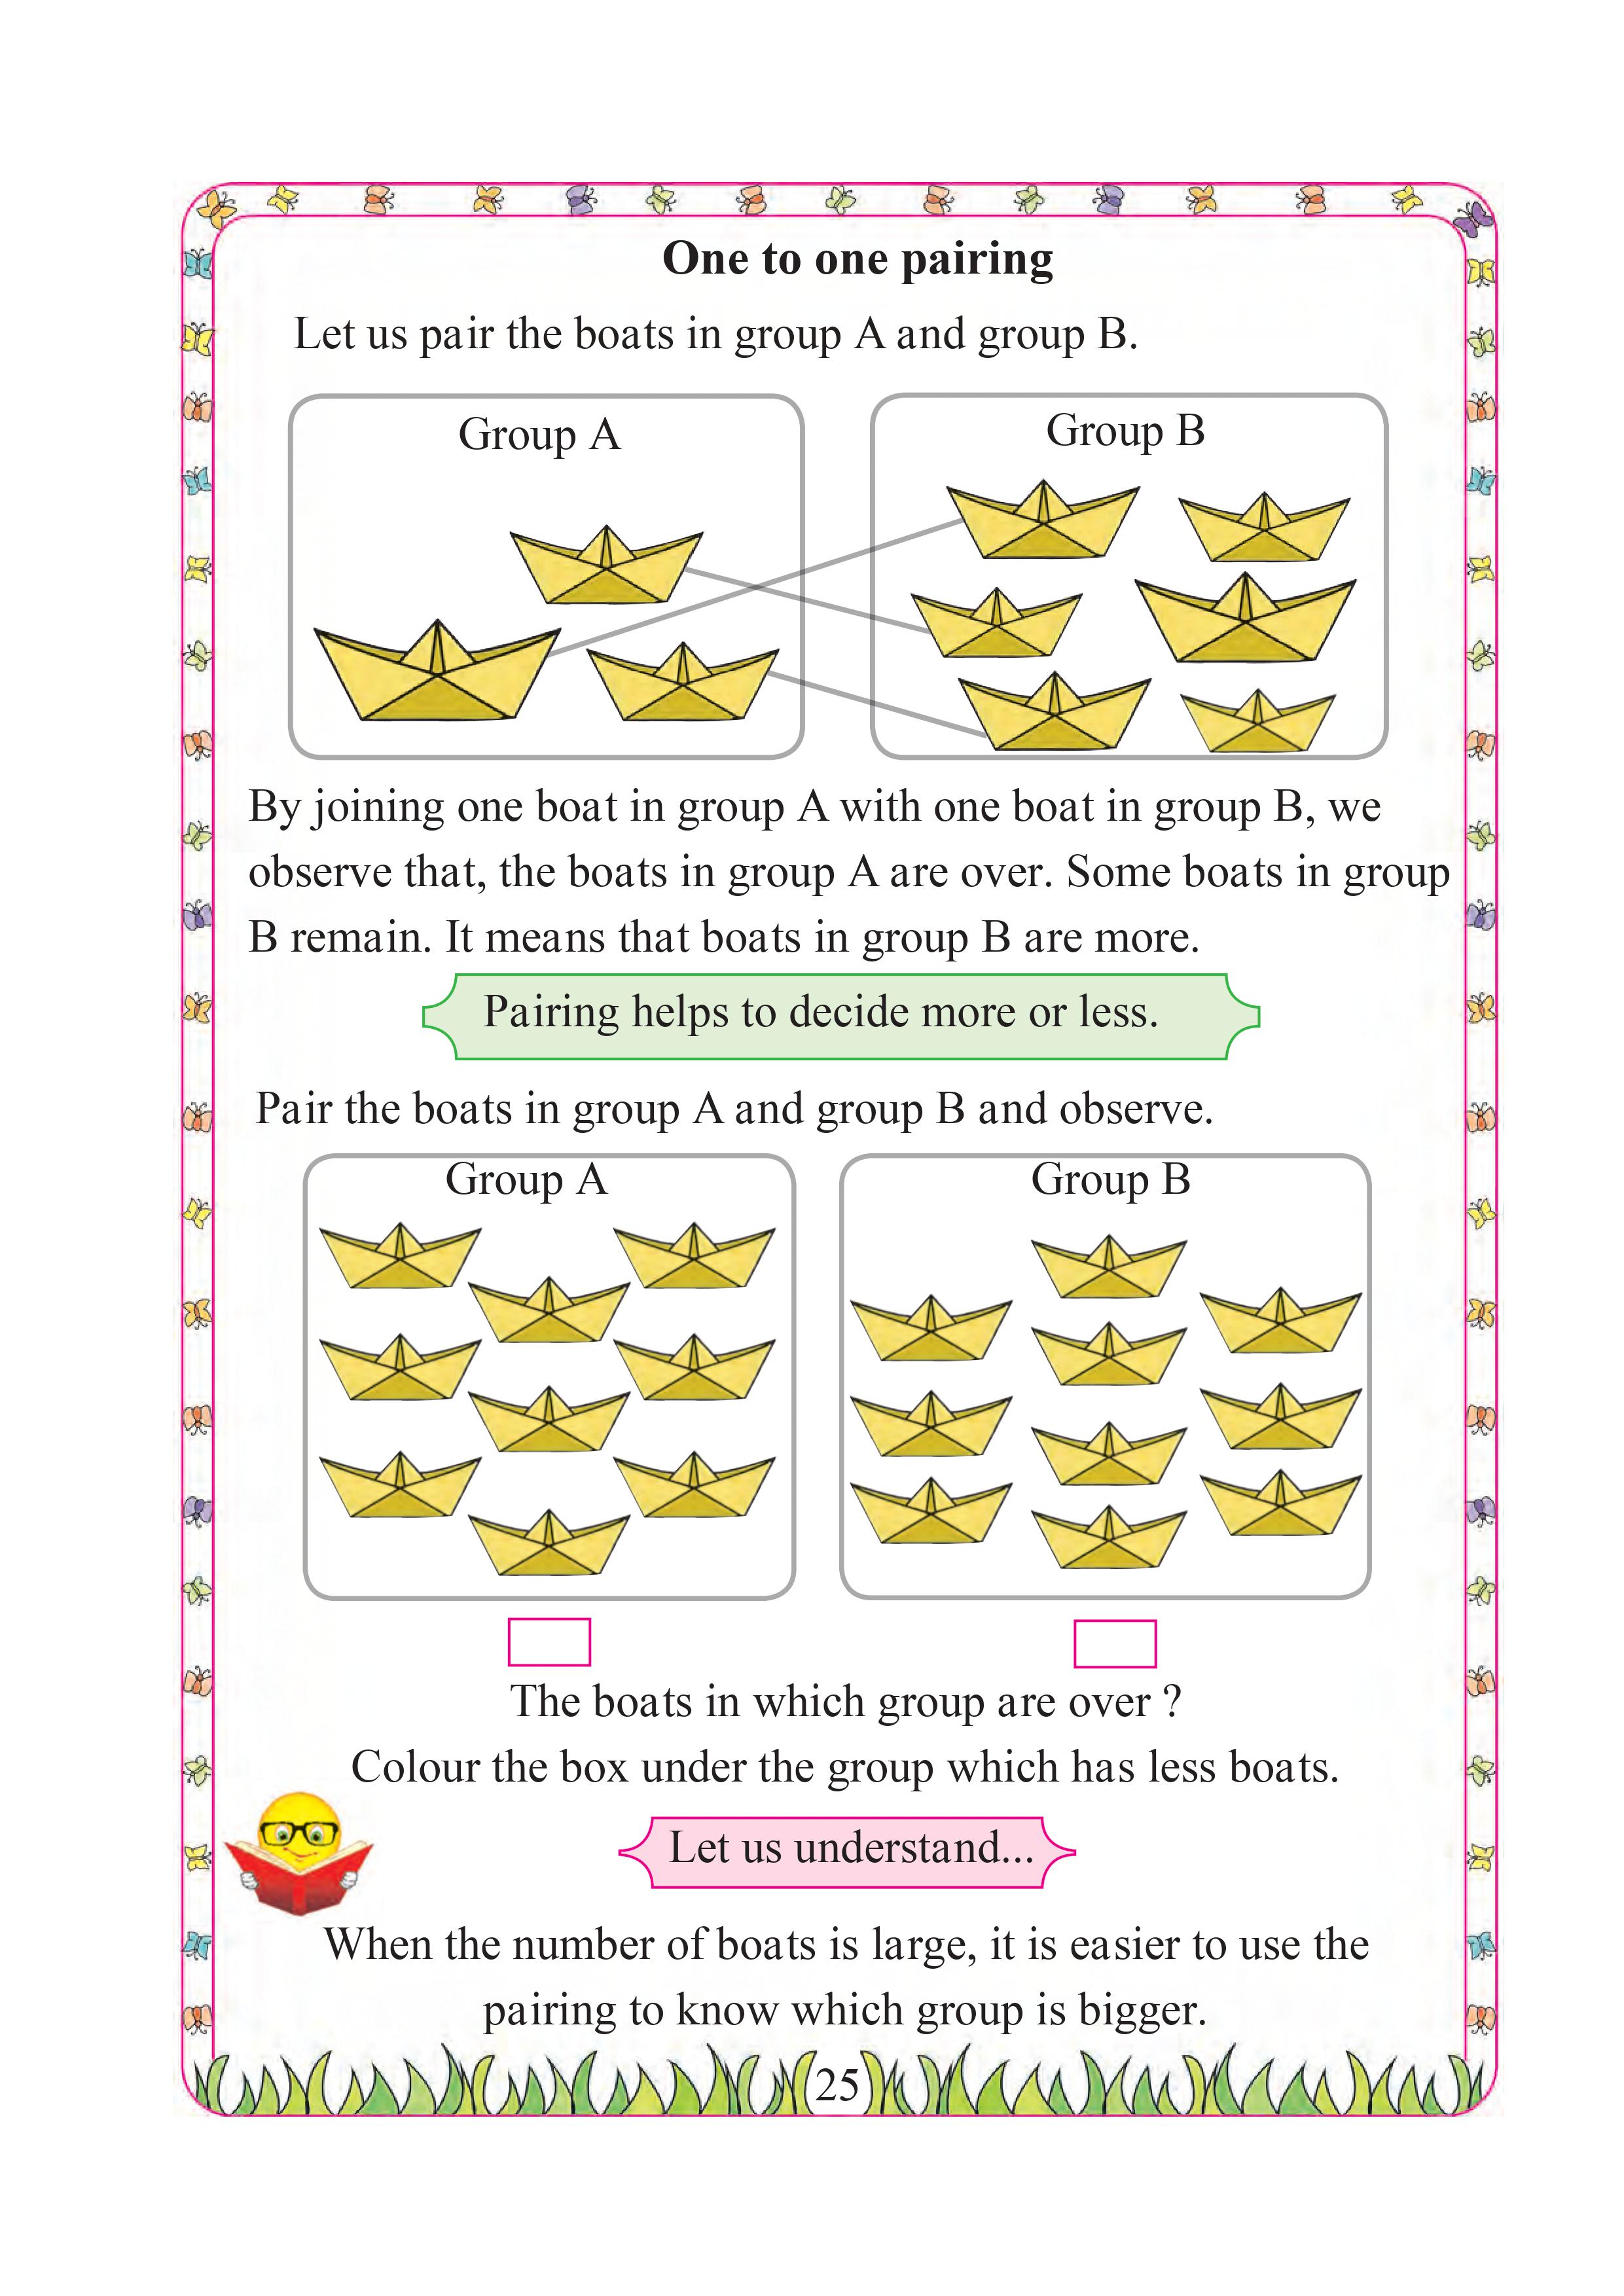 One to one pairing
Let us pair the boats in group A and group B.
Group A
Group B
By joining one boat in group A with one boat in group B, we
observe that, the boats in group A are over. Some boats in group
B remain. It means that boats in group B are more.
Pairing helps to decide more or less.
Pair the boats in group A and group B and observe.
Group A
Group B
The boats in which group are over ?
Colour the box under the group which has less boats.
Let us understand...
When the number of boats is large, it is easier to use the
pairing to know which group is bigger.
25